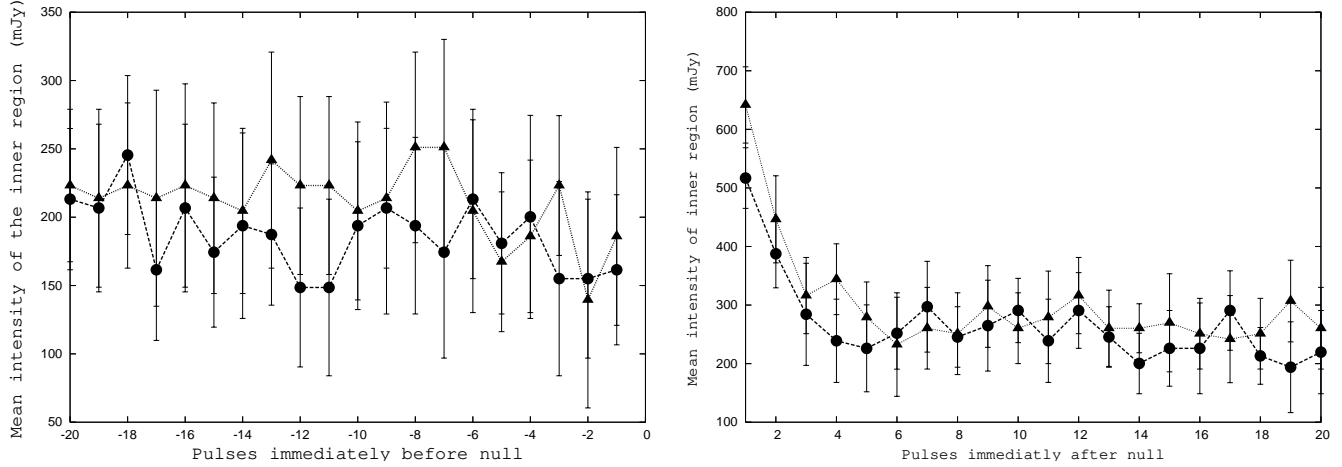 Mean intensity of the inner region (mJy)
350
300
250
200
150
100
50
-20 -18 -16 -14 -12 -10 -8 -6 -4 -2 0
Pulses immediately before null
Mean intensity of inner region (mJy)
800
700
600
500
400
300
200
100
2 4 6 8 10 12 14 16 18 20
Pulses immediatly after null